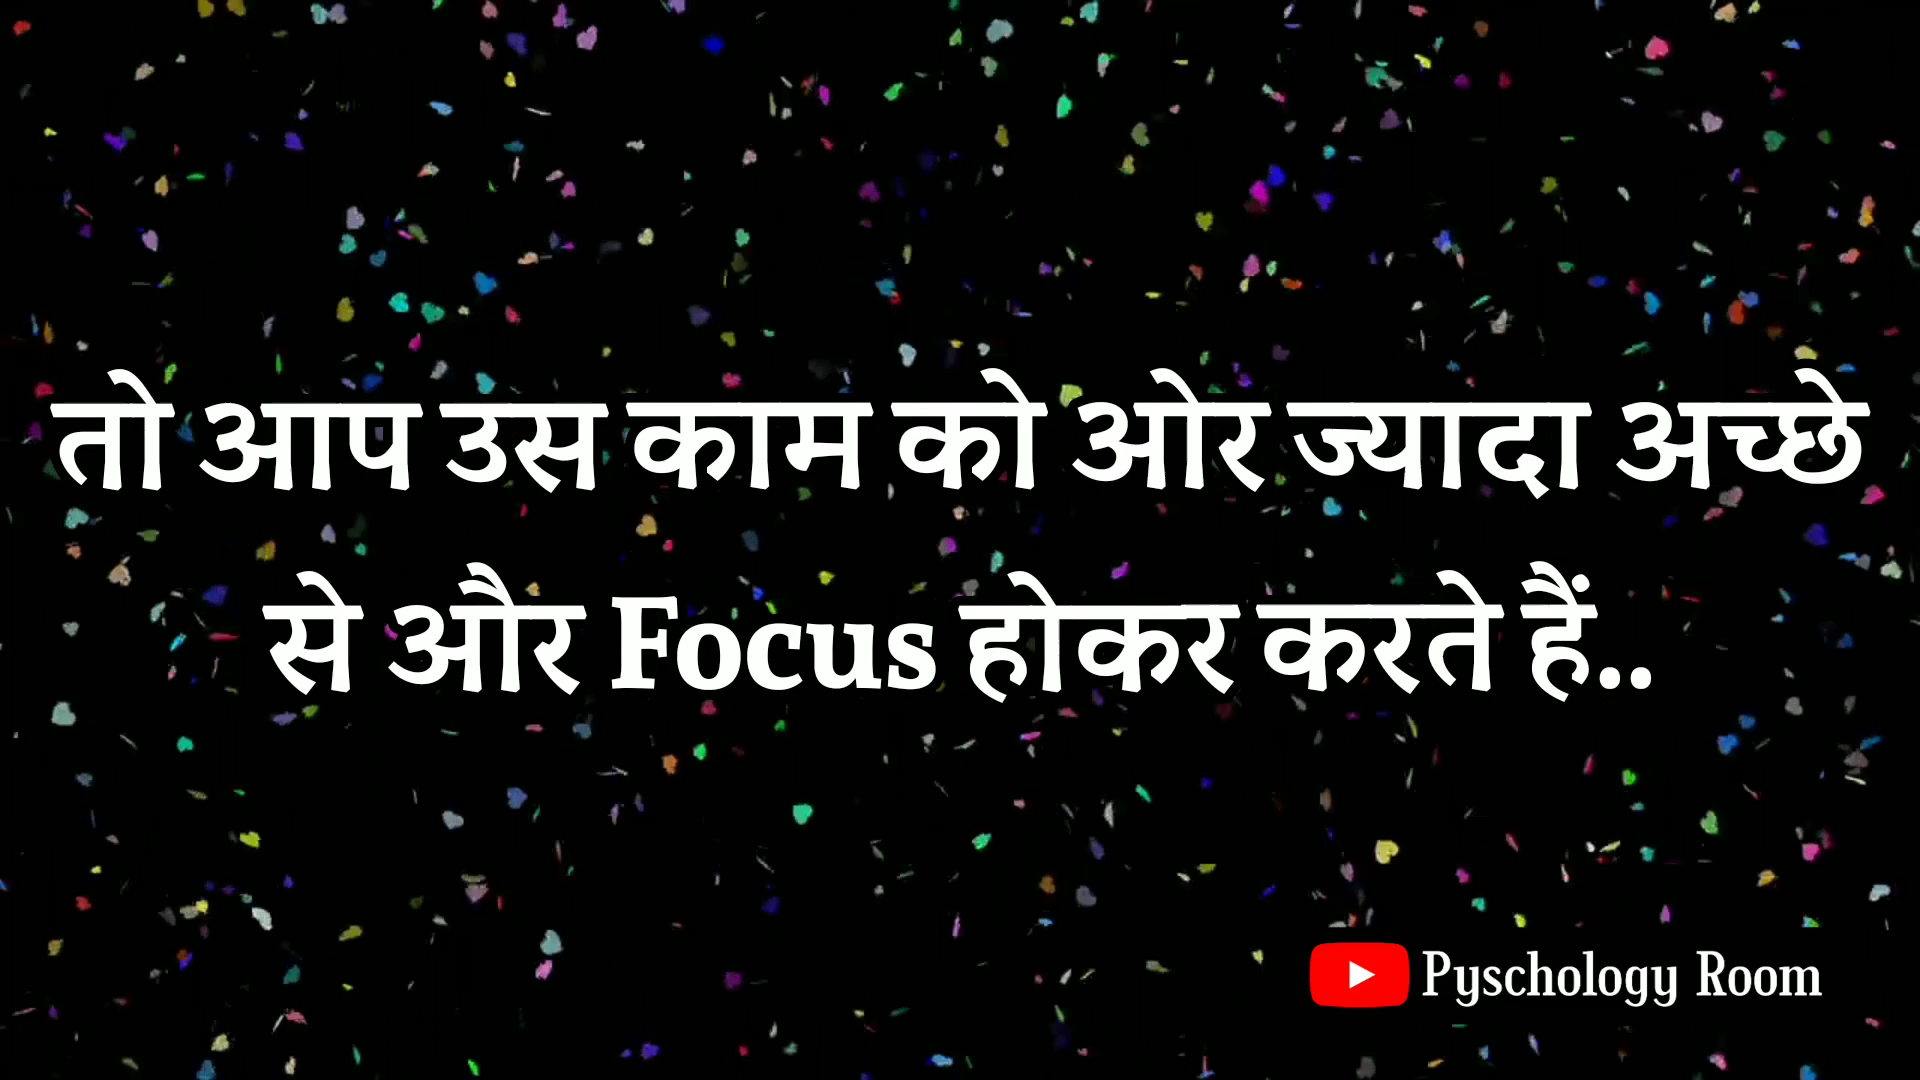 तो आप उस काम को ओर ज्यादा अच्छे
से और Focus होकर करते हैं..
Pyschology Room